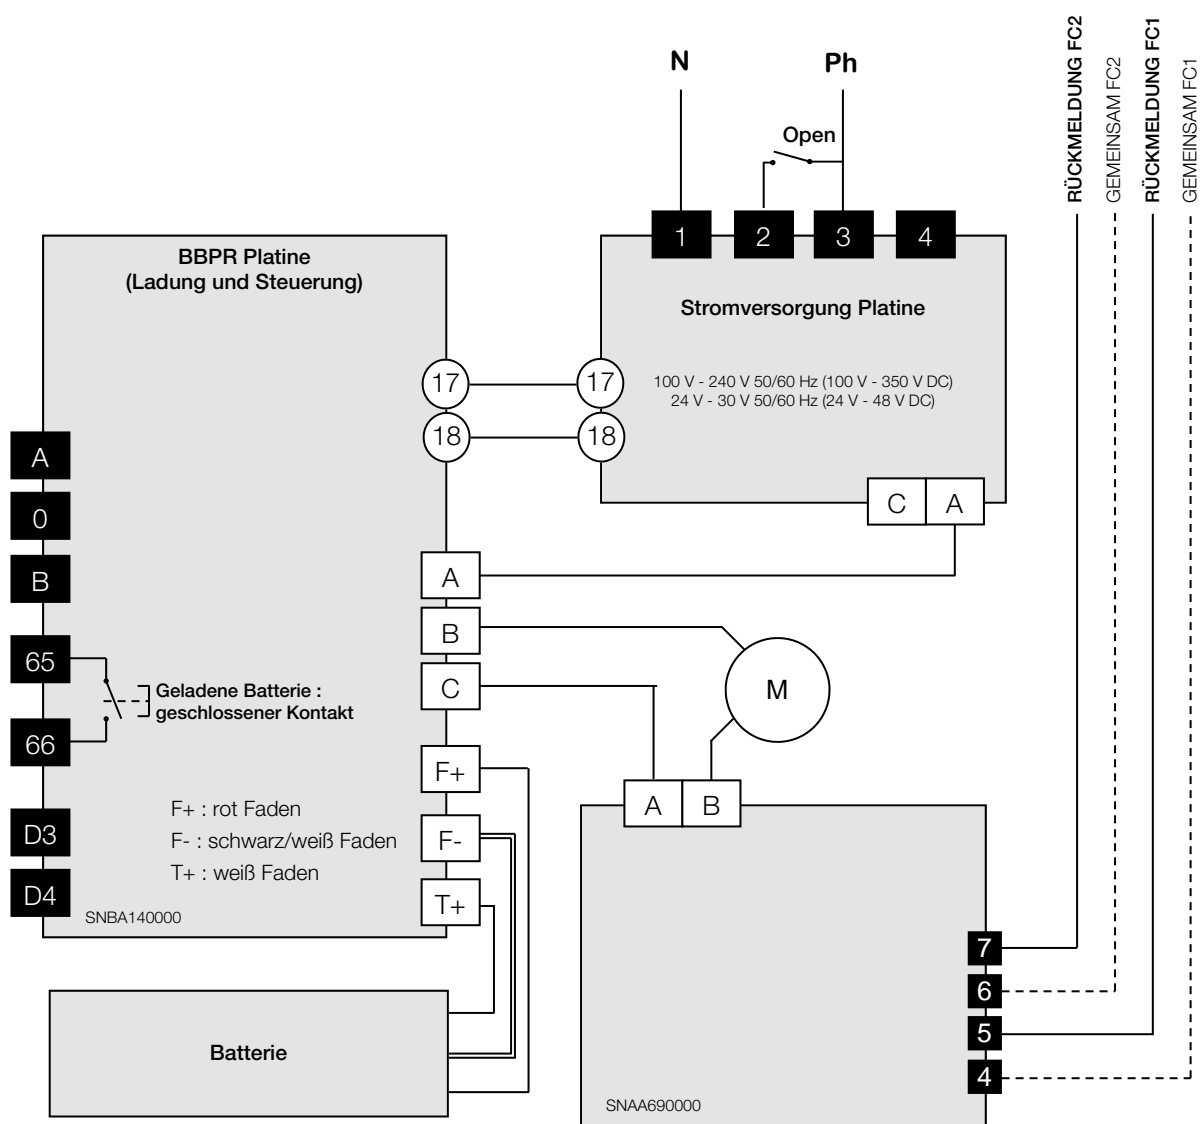 RÜCKMELDUNG FC2
GEMEINSAM FC2
RÜCKMELDUNG FC1
GEMEINSAM FC1
N
Ph
Open
1
2
3
4
BBPR Platine
(Ladung und Steuerung)
Stromversorgung Platine
100 V - 240 V 50/60 Hz (100 V - 350 V DC)
24 V - 30 V 50/60 Hz (24 V - 48 V DC)
17
17
18
18
A
0
B
65
66
D3
D4
C
A
A
B
C
M
Geladene Batterie :
geschlossener Kontakt
F+
F-
T+
F+ : rot Faden
F- : schwarz/weiß Faden
T+ : weiß Faden
SNBA140000
A
B
7
6
5
4
Batterie
SNAA690000